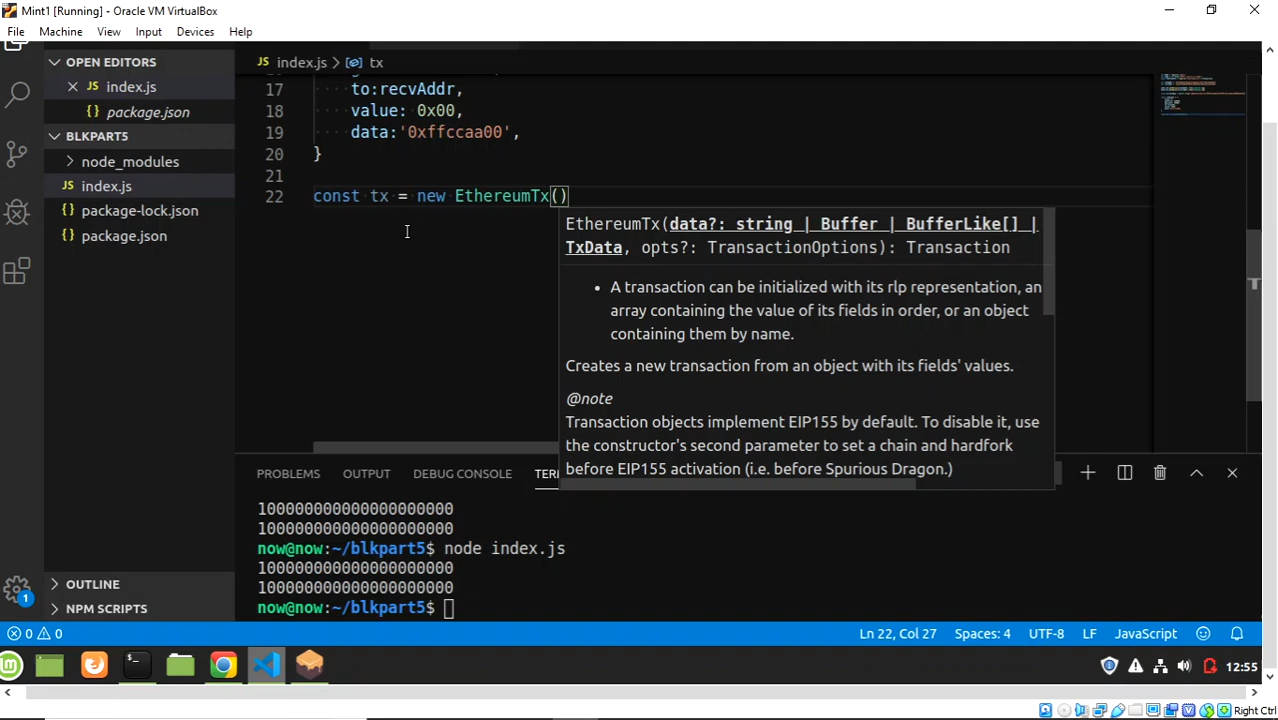 Mint1 [Running] - Oracle VM VirtualBox
File Machine View Input Devices Help
OPEN EDITORS
index.js
package.json
BLKPART5
node_modules
index.js
package-lock.json
package.json
OUTLINE
NPM SCRIPTS
index.js > tx
17 to:recvAddr,
18 value: 0x00,
19 data:'0xffccaa00',
20 }
21
22 const tx = new EthereumTx()
EthereumTx(data?: string | Buffer | BufferLike[] |
TxData, opts?: TransactionOptions): Transaction
• A transaction can be initialized with its rlp representation, an
array containing the value of its fields in order, or an object
containing them by name.
Creates a new transaction from an object with its fields' values.
@note
Transaction objects implement EIP155 by default. To disable it, use
the constructor's second parameter to set a chain and hardfork
before EIP155 activation (i.e. before Spurious Dragon.)
PROBLEMS OUTPUT DEBUG CONSOLE
100000000000000000000
100000000000000000000
now@now:~/blkpart5$ node index.js
100000000000000000000
100000000000000000000
now@now:~/blkpart5$
0 0 Ln 22, Col 27 Spaces: 4 UTF-8 LF JavaScript
12:55
Right Ctrl